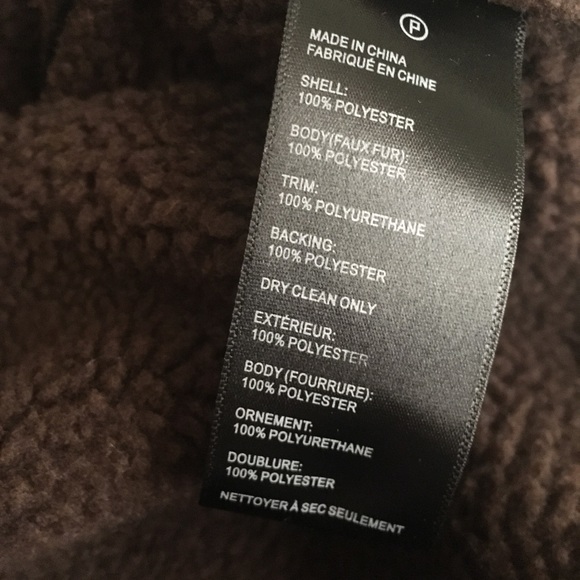 P
MADE IN CHINA
FABRIQUÉ EN CHINE
SHELL:
100% POLYESTER
BODY(FAUX FUR):
100% POLYESTER
TRIM:
100% POLYURETHANE
BACKING:
100% POLYESTER
DRY CLEAN ONLY
EXTÉRIEUR:
100% POLYESTER
BODY (FOURRURE):
100% POLYESTER
ORNEMENT:
100% POLYURETHANE
DOUBLURE:
100% POLYESTER
NETTOYER À SEC SEULEMENT